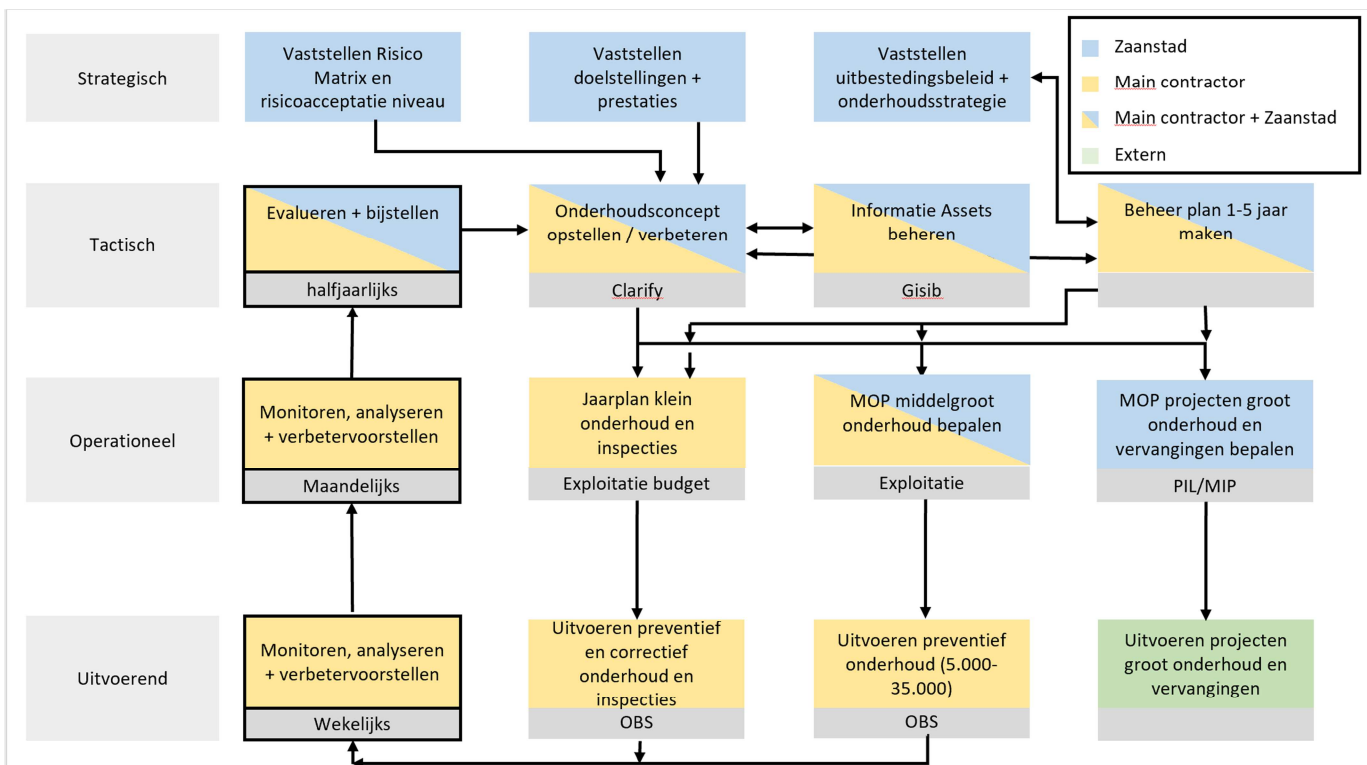 Strategisch
Vaststellen Risico
Matrix en
risicoacceptatie niveau
Vaststellen
doelstellingen +
prestaties
Vaststellen
uitbestedingsbeleid +
onderhoudsstrategie
Zaanstad
Main contractor
Main contractor + Zaanstad
Extern
Tactisch
Evalueren + bijstellen
halfjaarlijks
Onderhoudsconcept
opstellen / verbeteren
Clarify
Informatie Assets
beheren
Gisib
Beheer plan 1-5 jaar
maken
Operationeel
Monitoren, analyseren
+ verbetervoorstellen
Maandelijks
Jaarplan klein
onderhoud en
inspecties
Exploitatie budget
MOP middelgroot
onderhoud bepalen
Exploitatie
MOP projecten groot
onderhoud en
vervangingen bepalen
PIL/MIP
Uitvoerend
Monitoren, analyseren
+ verbetervoorstellen
Wekelijks
Uitvoeren preventief
en correctief
onderhoud en
inspecties
OBS
Uitvoeren preventief
onderhoud (5.000-
35.000)
OBS
Uitvoeren projecten
groot onderhoud en
vervangingen